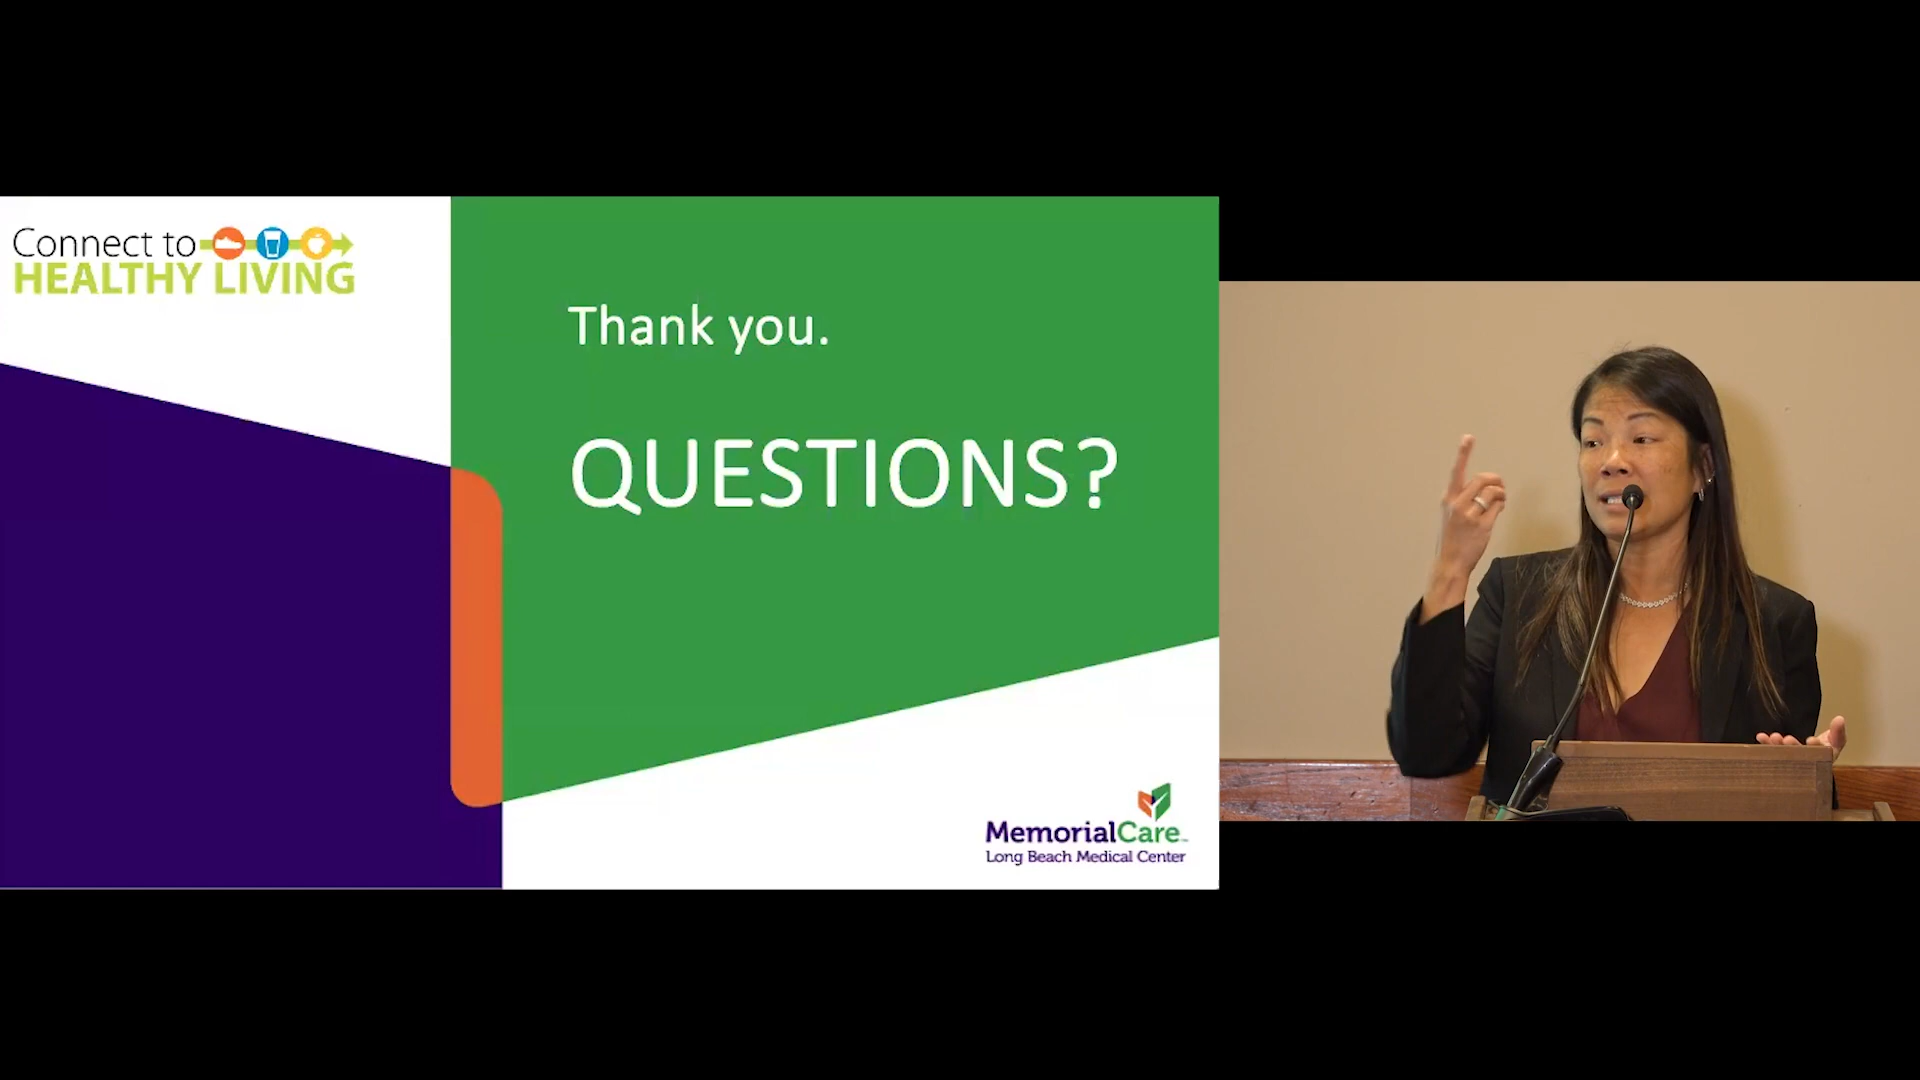 Connect to
HEALTHY LIVING
Thank you.
QUESTIONS?
MemorialCare
Long Beach Medical Center